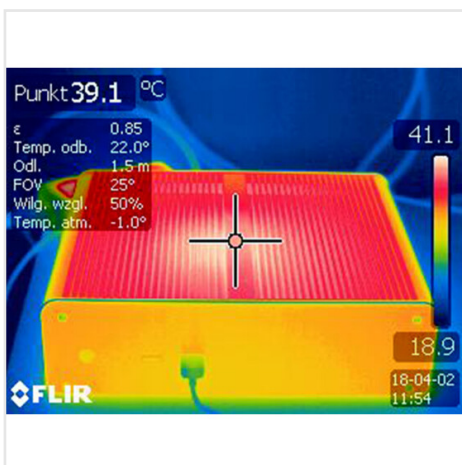 Punkt 39.1 °C
ε 0.85
Temp. odb. 22.0°
Odl. 1.5 m
FOV 25°
Wilg. wzgl. 50%
Temp. atm. -1.0°
41.1
18.9
18-04-02
11:54
FLIR